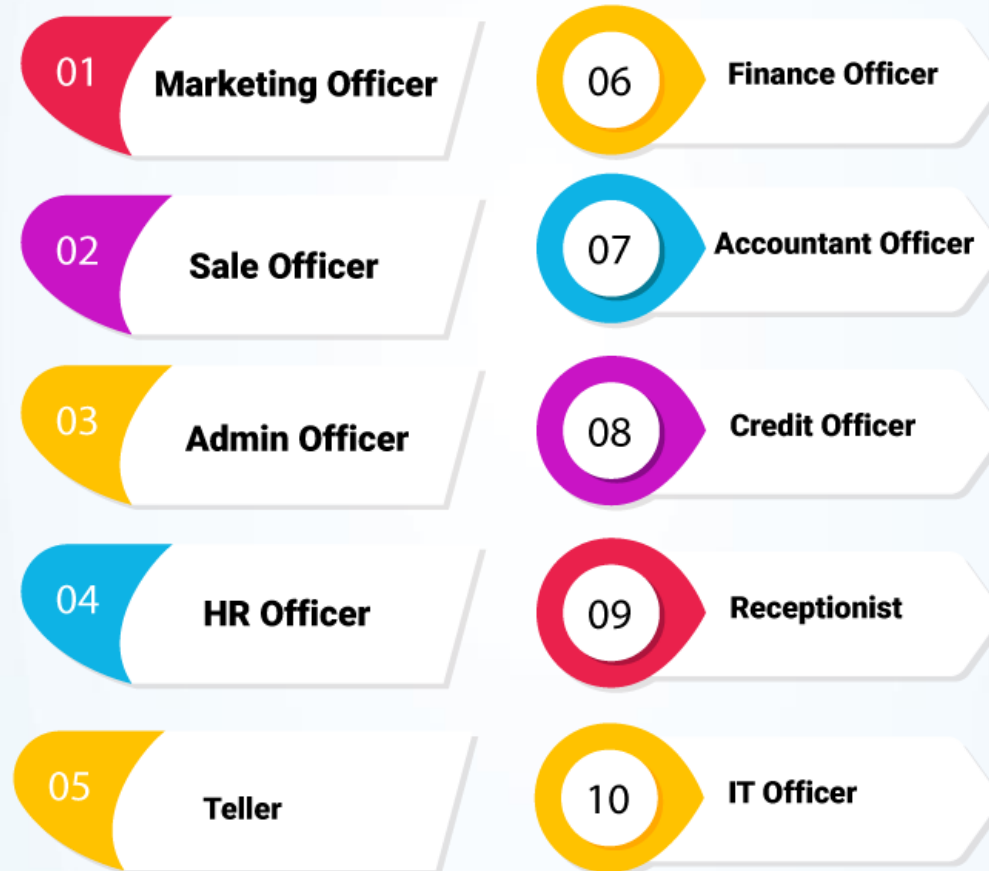 01 Marketing Officer
02 Sale Officer
03 Admin Officer
04 HR Officer
05 Teller
06 Finance Officer
07 Accountant Officer
08 Credit Officer
09 Receptionist
10 IT Officer